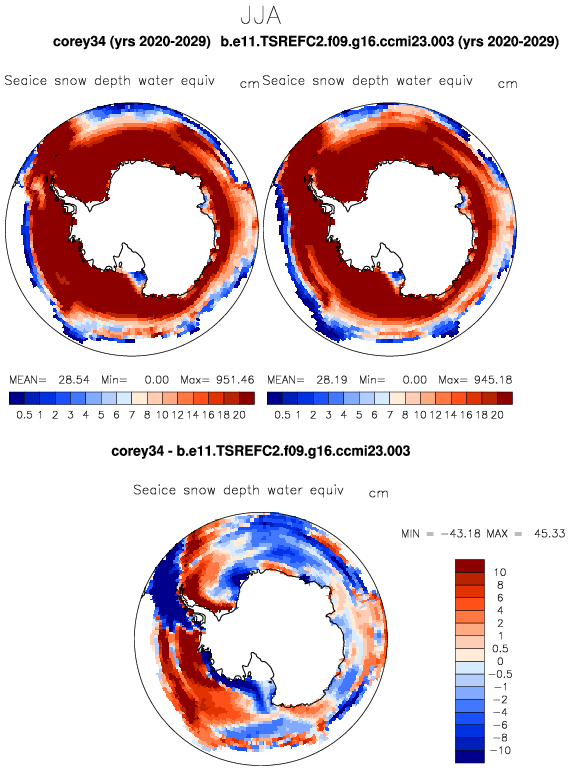 JJA
corey34 (yrs 2020-2029) b.e11.TSREFC2.f09.g16.ccmi23.003 (yrs 2020-2029)
Seaice snow depth water equiv cm Seaice snow depth water equiv cm
MEAN= 28.54 Min= 0.00 Max= 951.46 MEAN= 28.19 Min= 0.00 Max= 945.18
0.5 1 2 3 4 5 6 7 8 10 12 14 16 18 20 0.5 1 2 3 4 5 6 7 8 10 12 14 16 18 20
corey34 - b.e11.TSREFC2.f09.g16.ccmi23.003
Seaice snow depth water equiv cm
MIN = -43.18 MAX = 45.33
10
8
6
4
2
1
0.5
0
-0.5
-1
-2
-4
-6
-8
-10